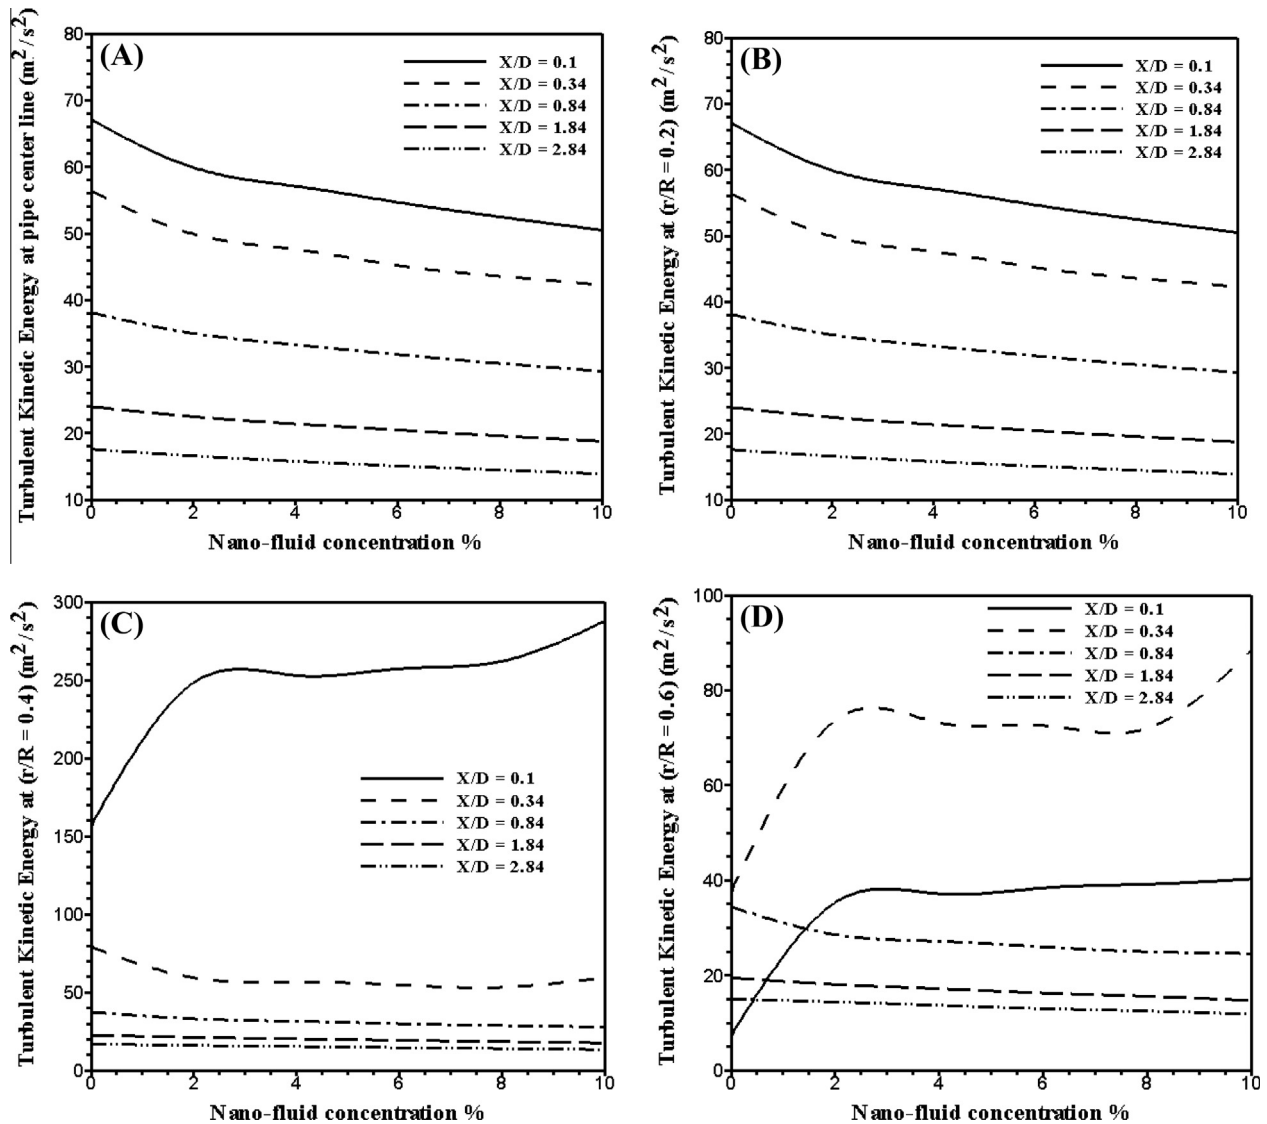 (A)
Turbulent Kinetic Energy at pipe center line (m2/s2)
80
70
60
50
40
30
20
10
X/D = 0.1
X/D = 0.34
X/D = 0.84
X/D = 1.84
X/D = 2.84
0 2 4 6 8 10
Nano-fluid concentration %
(B)
Turbulent Kinetic Energy at (r/R = 0.2) (m2/s2)
80
70
60
50
40
30
20
10
X/D = 0.1
X/D = 0.34
X/D = 0.84
X/D = 1.84
X/D = 2.84
0 2 4 6 8 10
Nano-fluid concentration %
(C)
Turbulent Kinetic Energy at (r/R = 0.4) (m2/s2)
300
250
200
150
100
50
0
X/D = 0.1
X/D = 0.34
X/D = 0.84
X/D = 1.84
X/D = 2.84
0 2 4 6 8 10
Nano-fluid concentration %
(D)
Turbulent Kinetic Energy at (r/R = 0.6) (m2/s2)
100
80
60
40
20
0
X/D = 0.1
X/D = 0.34
X/D = 0.84
X/D = 1.84
X/D = 2.84
0 2 4 6 8 10
Nano-fluid concentration %